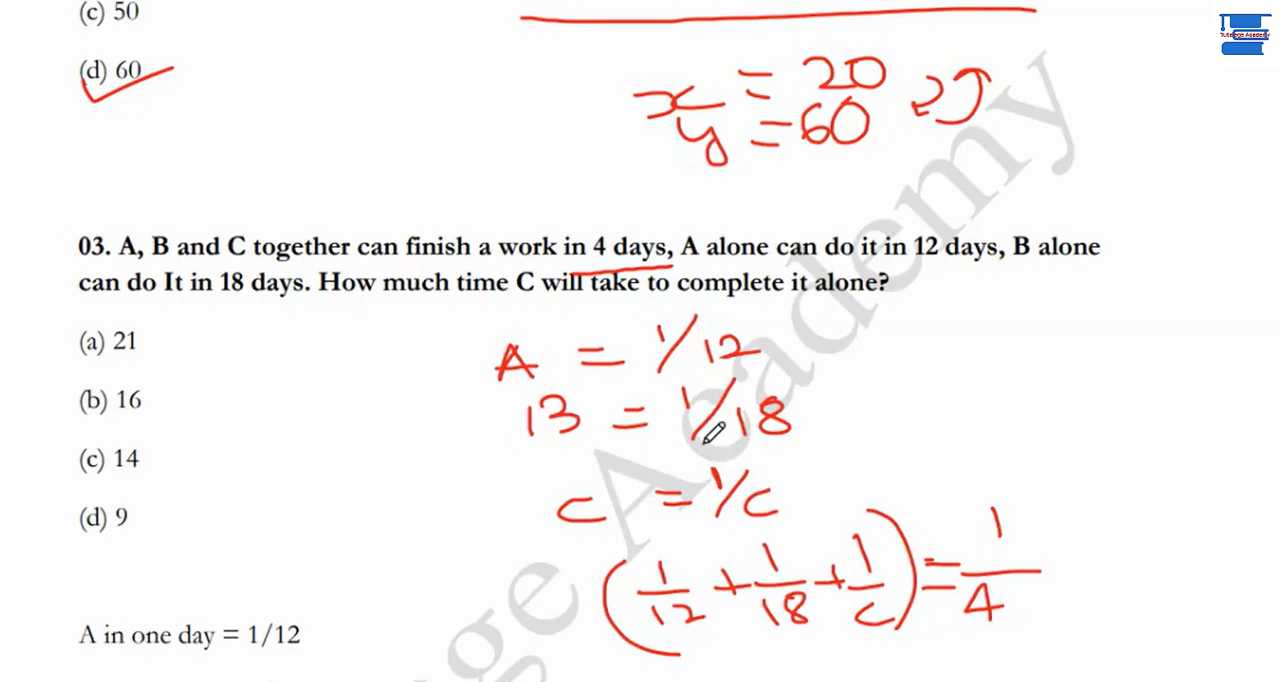 (c) 50
(d) 60
x = 20
y = 60
03. A, B and C together can finish a work in 4 days, A alone can do it in 12 days, B alone
can do It in 18 days. How much time C will take to complete it alone?
(a) 21
A = 1/12
(b) 16
B = 1/18
(c) 14
C = 1/C
(d) 9
(1/12 + 1/18 + 1/C) = 1/4
A in one day = 1/12
ge Academy